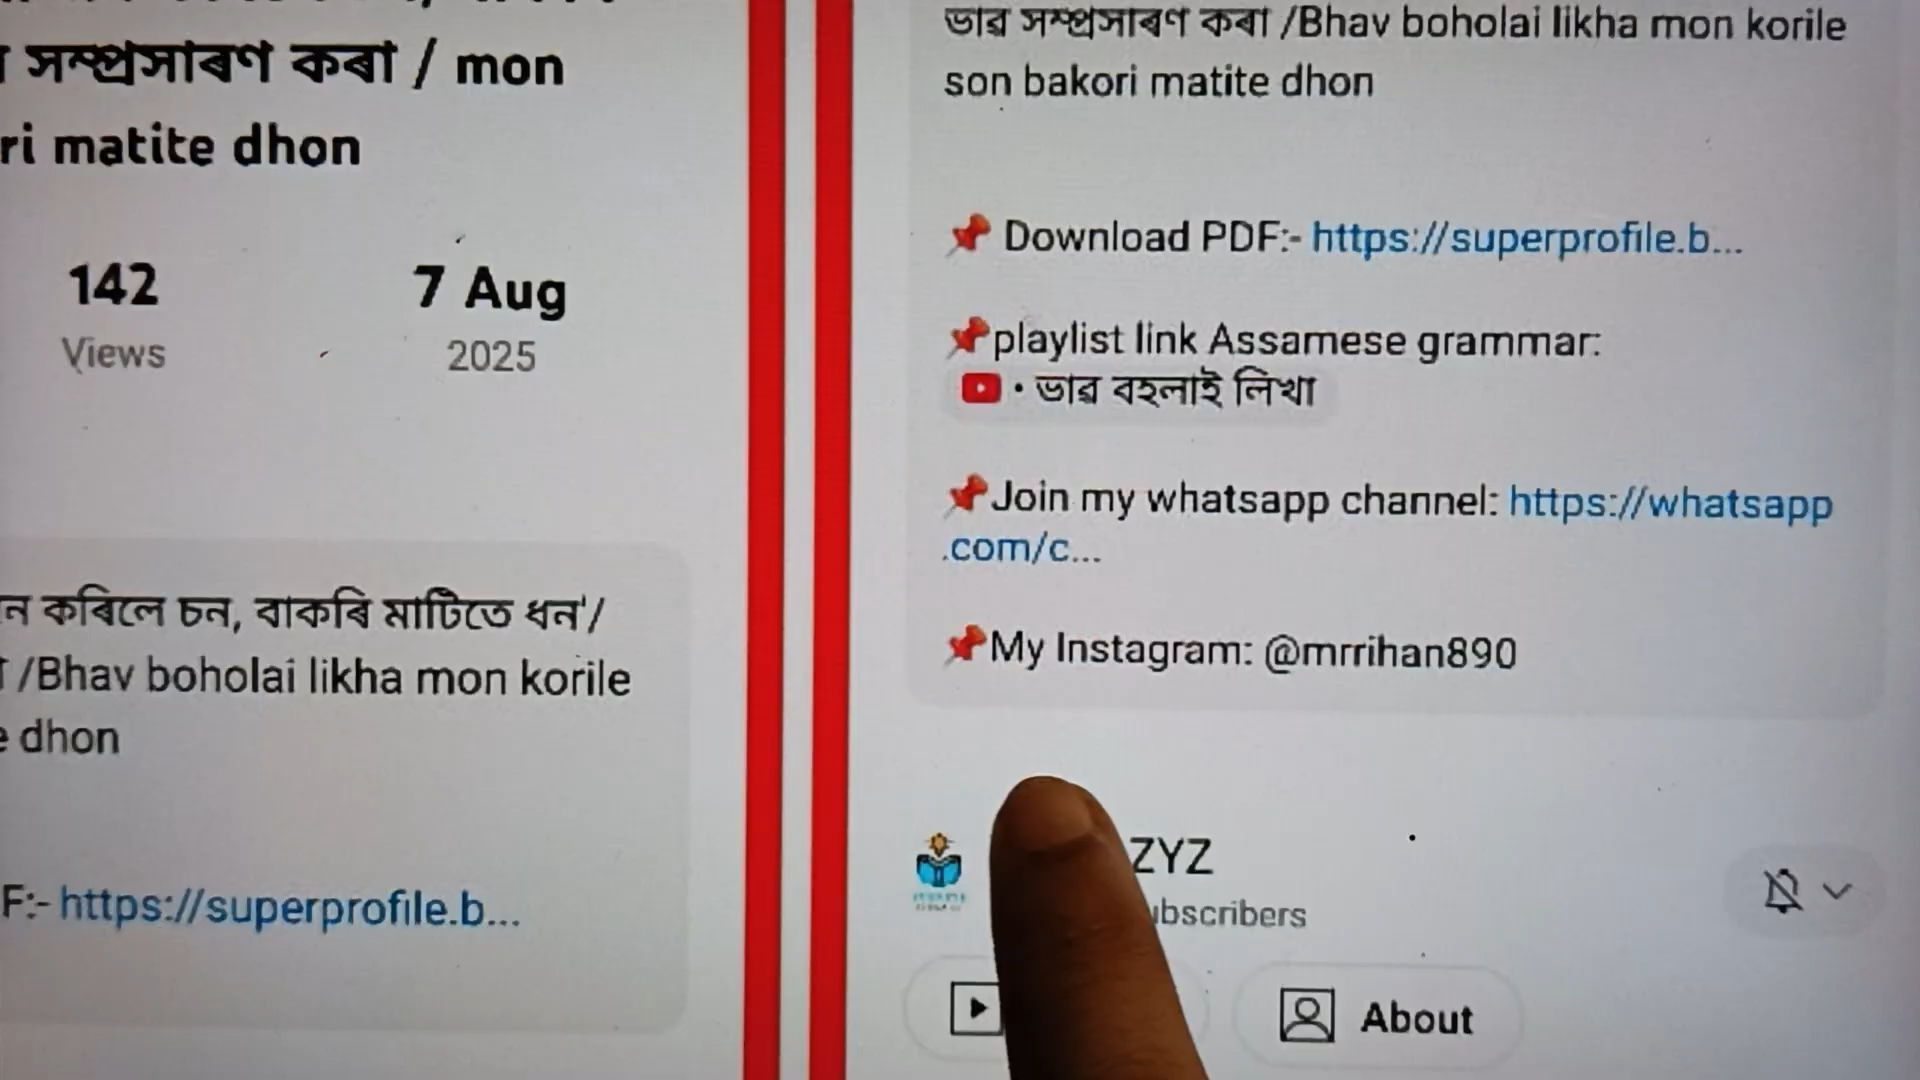 সম্প্ৰসাৰণ কৰা / mon
ri matite dhon
142
Views
7 Aug
2025
ন কৰিলে চন, বাকৰি মাটিতে ধন'/
/Bhav boholai likha mon korile
e dhon
F:- https://superprofile.b...
ভাৱ সম্প্ৰসাৰণ কৰা /Bhav boholai likha mon korile
son bakori matite dhon
📌 Download PDF:- https://superprofile.b...
📌playlist link Assamese grammar:
• ভাৱ বহলাই লিখা
📌Join my whatsapp channel: https://whatsapp
.com/c...
📌My Instagram: @mrrihan890
ZYZ
ubscribers
About